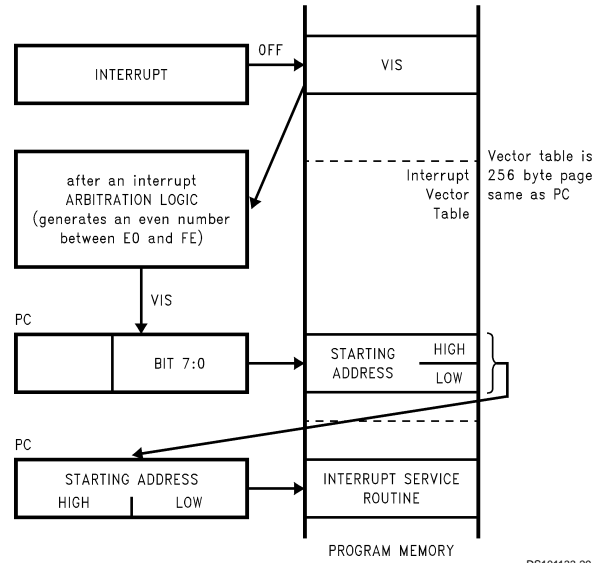 INTERRUPT
OFF
VIS
after an interrupt
ARBITRATION LOGIC
(generates an even number
between E0 and FE)
Interrupt
Vector
Table
Vector table is
256 byte page
same as PC
VIS
PC
BIT 7:0
STARTING
ADDRESS
HIGH
LOW
PC
STARTING ADDRESS
HIGH
LOW
INTERRUPT SERVICE
ROUTINE
PROGRAM MEMORY